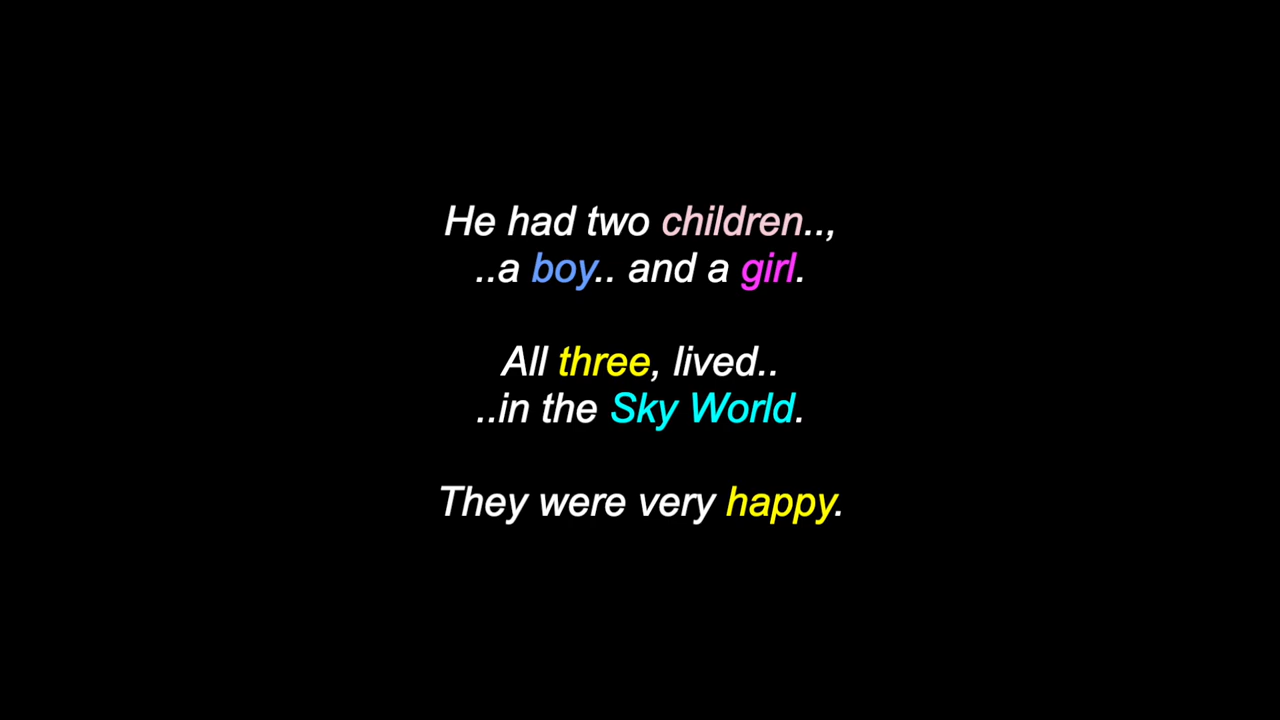 He had two children..,
..a boy.. and a girl.
All three, lived..
..in the Sky World.
They were very happy.